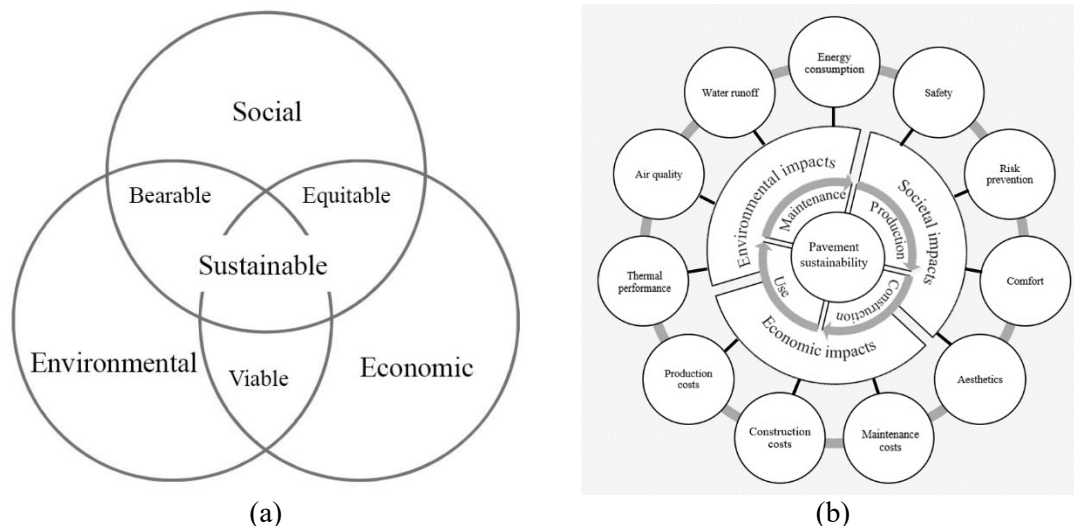 Social
Bearable
Equitable
Sustainable
Environmental
Viable
Economic
(a)
Energy
consumption
Water runoff
Safety
Air quality
Risk
prevention
Thermal
performance
Comfort
Production
costs
Aesthetics
Construction
costs
Maintenance
costs
Environmental impacts
Societal impacts
Economic impacts
Maintenance
Production
Use
Construction
Pavement
sustainability
(b)